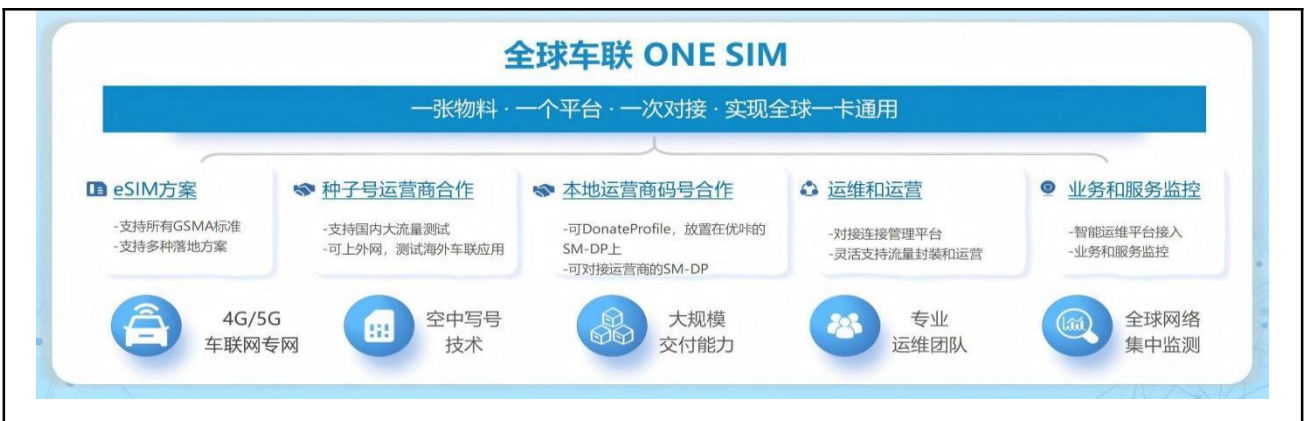 全球车联 ONE SIM
一张物料 · 一个平台 · 一次对接 · 实现全球一卡通用
eSIM方案
-支持所有GSMA标准
-支持多种落地方案
种子号运营商合作
-支持国内大流量测试
-可上外网，测试海外车联应用
本地运营商码号合作
-可DonateProfile，放置在优咔的
SM-DP上
-可对接运营商的SM-DP
运维和运营
-对接连接管理平台
-灵活支持流量封装和运营
业务和服务监控
-智能运维平台接入
-业务和服务监控
4G/5G
车联网专网
空中写号
技术
大规模
交付能力
专业
运维团队
全球网络
集中监测